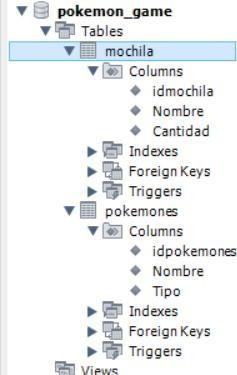 pokemon_game
Tables
mochila
Columns
idmochila
Nombre
Cantidad
Indexes
Foreign Keys
Triggers
pokemones
Columns
idpokemones
Nombre
Tipo
Indexes
Foreign Keys
Triggers
Views